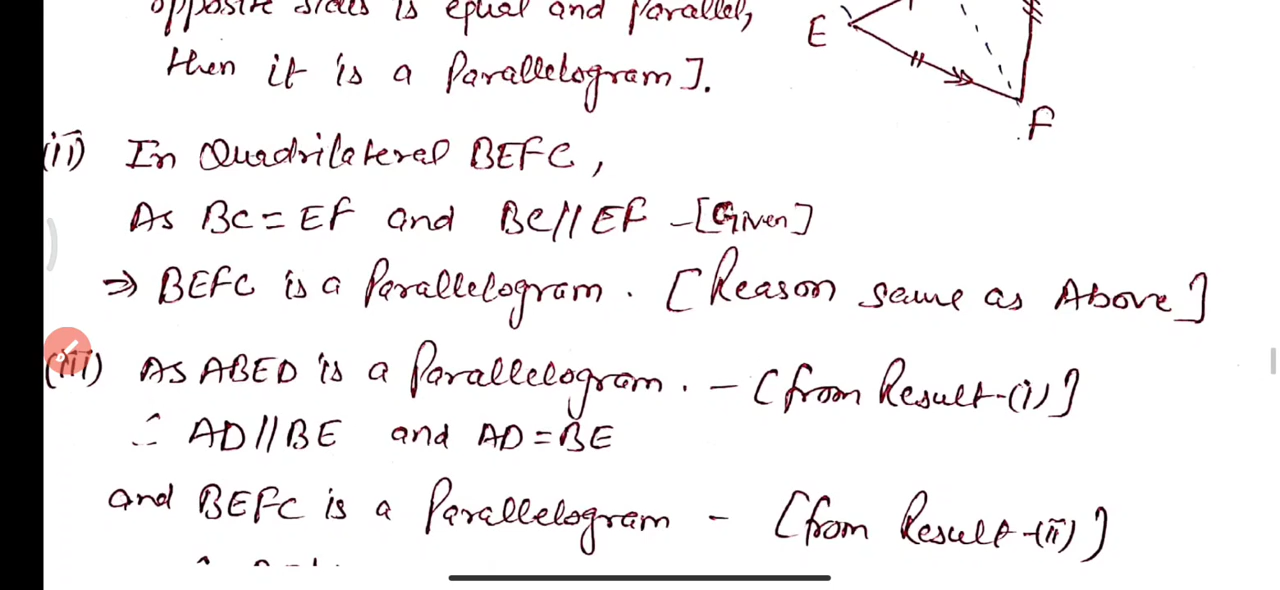 opposite sides is equal and parallel,
then it is a Parallelogram].
E
F
(ii) In Quadrilateral BEFC,
As BC = EF and BC // EF - [Given]
⇒ BEFC is a Parallelogram. [Reason same as Above]
(iii) As ABED is a Parallelogram. - [from Result-(i)]
∴ AD // BE and AD = BE
and BEFC is a Parallelogram - [from Result-(ii)]